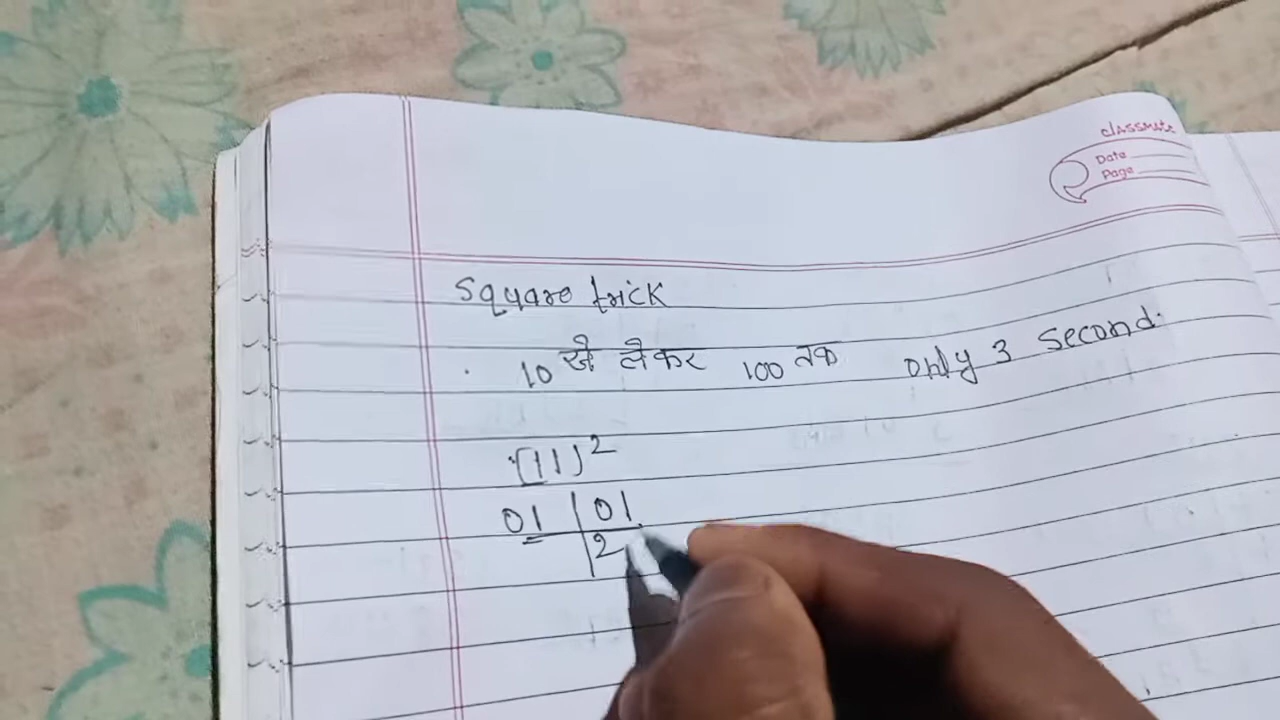 classmate
Date
Page
Square trick
10 से लेकर 100 तक only 3 second.
(11)²
01 | 01
2